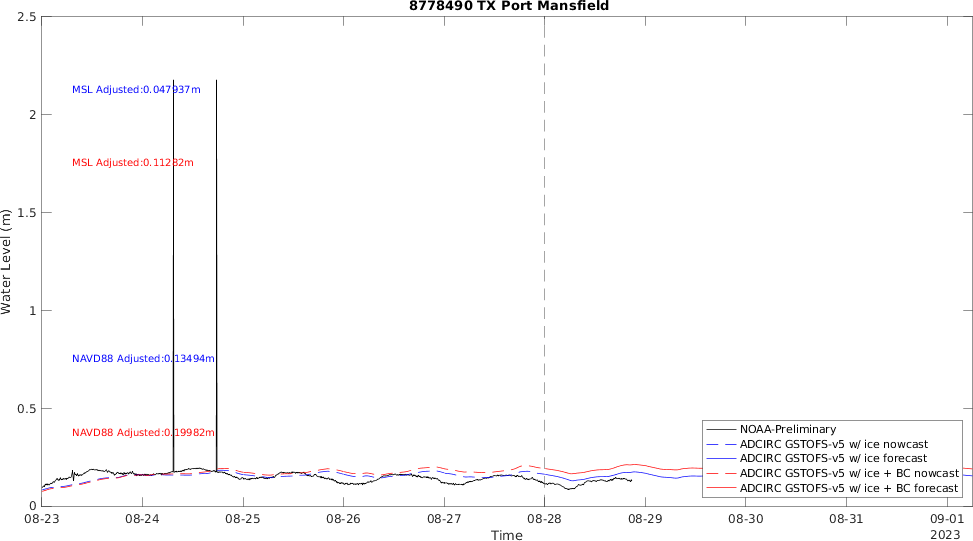 8778490 TX Port Mansfield
2.5
MSL Adjusted:0.047937m
2
MSL Adjusted:0.11282m
1.5
Water Level (m)
1
NAVD88 Adjusted:0.13494m
0.5
NAVD88 Adjusted:0.19982m
NOAA-Preliminary
ADCIRC GSTOFS-v5 w/ ice nowcast
ADCIRC GSTOFS-v5 w/ ice forecast
ADCIRC GSTOFS-v5 w/ ice + BC nowcast
ADCIRC GSTOFS-v5 w/ ice + BC forecast
0
08-23 08-24 08-25 08-26 08-27 08-28 08-29 08-30 08-31 09-01
Time 2023